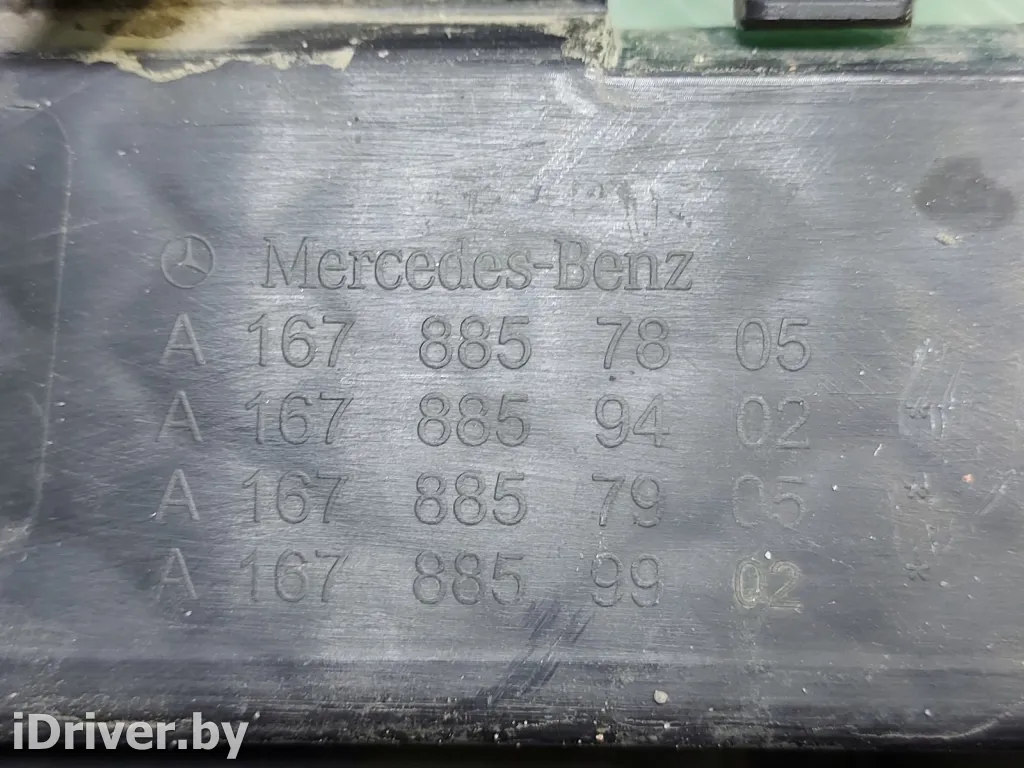 Mercedes-Benz
A 167 885 78 05
A 167 885 94 02 *
A 167 885 79 05 *
A 167 885 99 02 *
iDriver.by